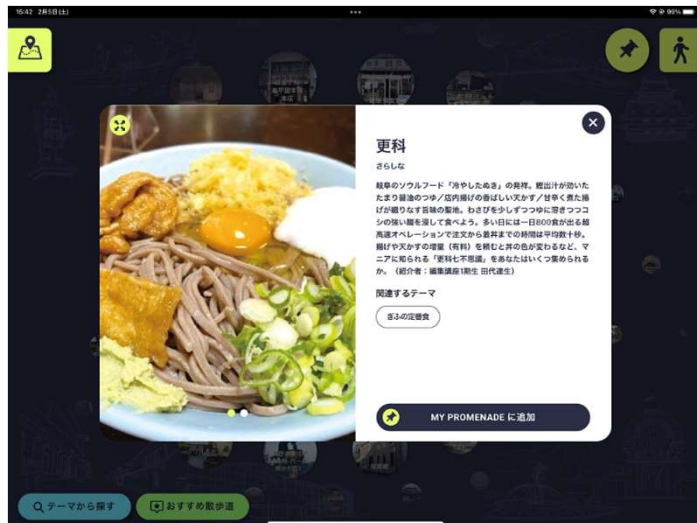 15:42 2月5日(土)
99%
更科
さらしな
岐阜のソウルフード「冷やしたぬき」の発祥。鰹出汁が効いた
たまり醤油のつゆ／店内揚げの香ばしい天かす／甘辛く煮た揚
げが織りなす旨味の聖地。わさびを少しずつつゆに溶きつつコ
シの強い麺を浸して食べよう。多い日には一日800食が出る超
高速オペレーションで注文から着丼までの時間は平均数十秒。
揚げや天かすの増量（有料）を頼むと丼の色が変わるなど、マ
ニアに知られる「更科七不思議」をあなたはいくつ集められる
か。（紹介者：編集講座1期生 田代達生）
関連するテーマ
ぎふの定番食
MY PROMENADE に追加
テーマから探す
おすすめ散歩道